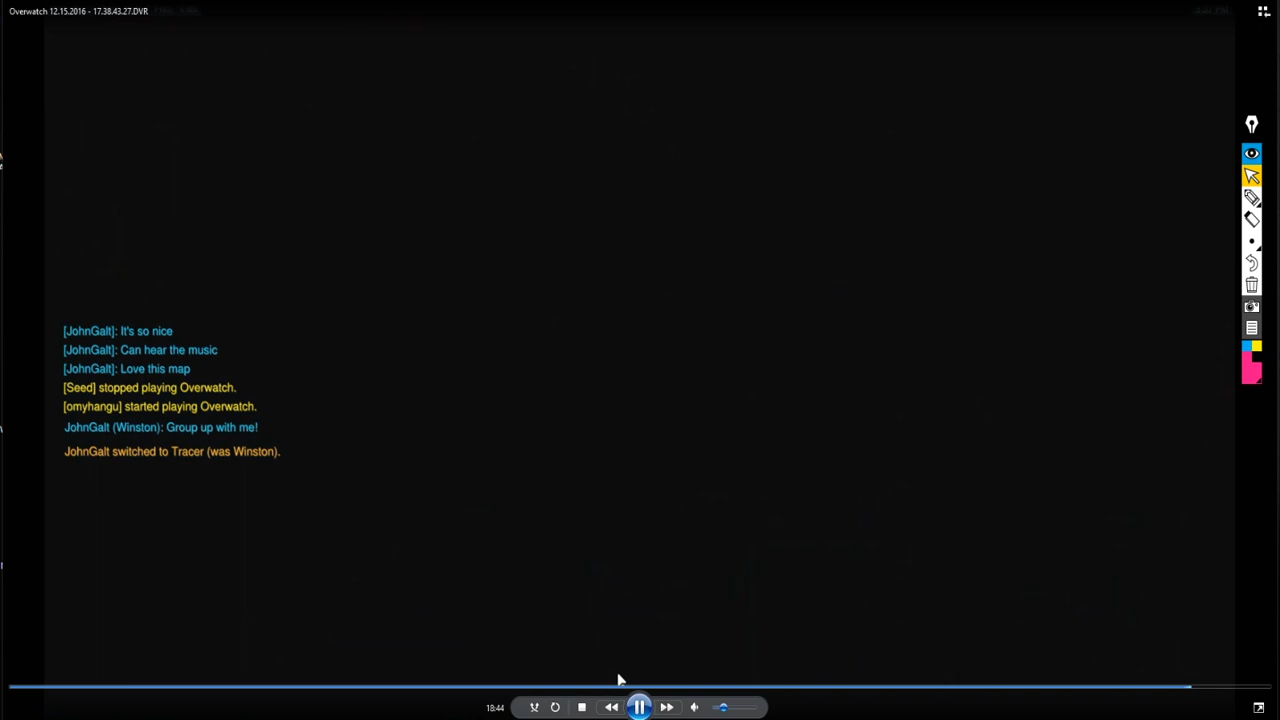 Overwatch 12.15.2016 - 17.38.43.27.DVR
[JohnGalt]: It's so nice
[JohnGalt]: Can hear the music
[JohnGalt]: Love this map
[Seed] stopped playing Overwatch.
[omyhangu] started playing Overwatch.
JohnGalt (Winston): Group up with me!
JohnGalt switched to Tracer (was Winston).
18:44